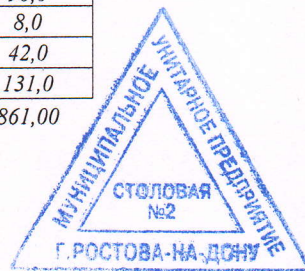 8,0
42,0
131,0
861,00
МУНИЦИПАЛЬНОЕ
УНИТАРНОЕ ПРЕДПРИЯТИЕ
СТОЛОВАЯ
№2
Г.РОСТОВА-НА-ДОНУ